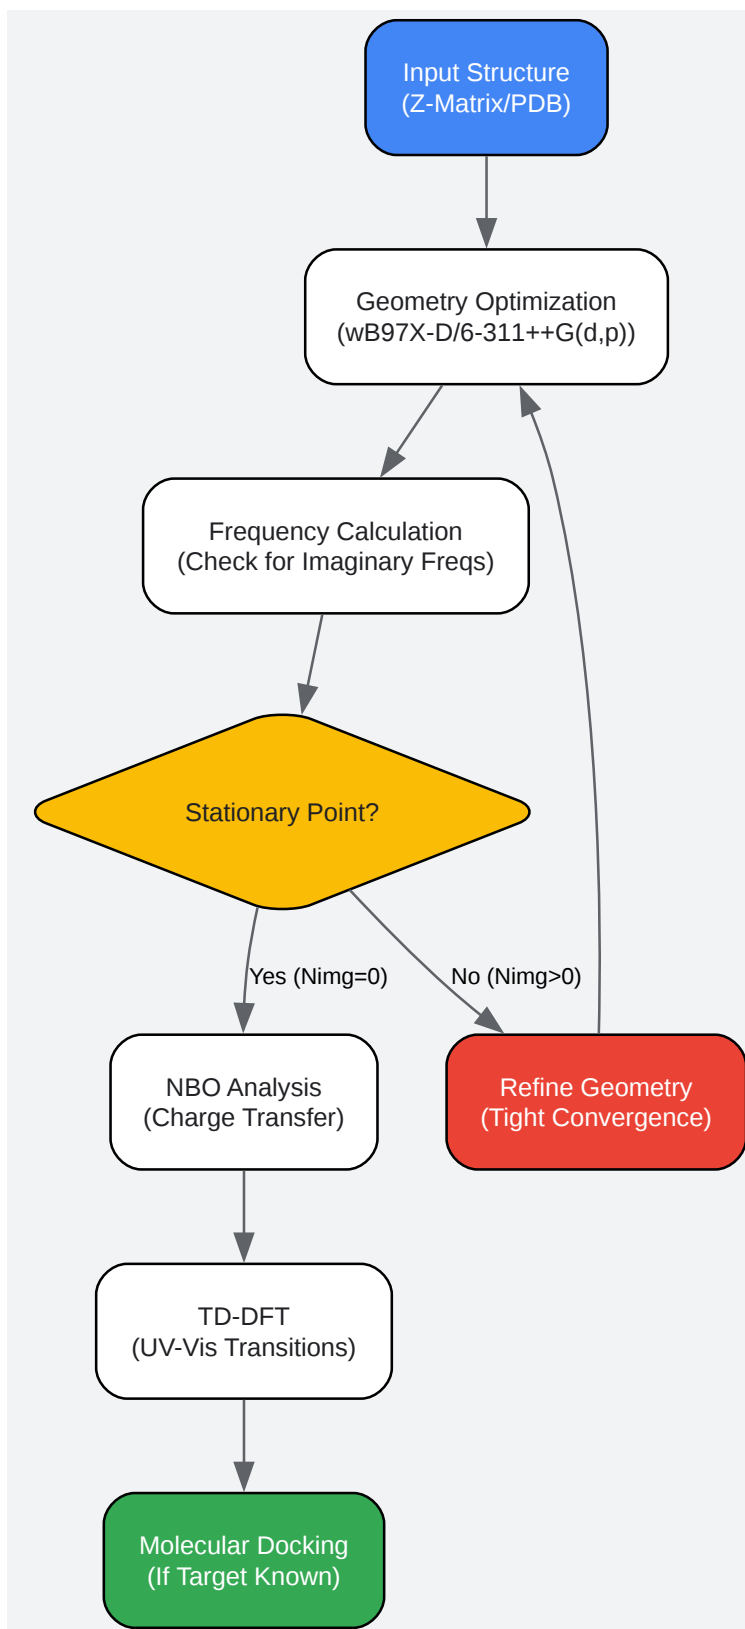 Input Structure
(Z-Matrix/PDB)
Geometry Optimization
(wB97X-D/6-311++G(d,p))
Frequency Calculation
(Check for Imaginary Freqs)
Stationary Point?
Yes (Nimg=0)
No (Nimg>0)
NBO Analysis
(Charge Transfer)
Refine Geometry
(Tight Convergence)
TD-DFT
(UV-Vis Transitions)
Molecular Docking
(If Target Known)